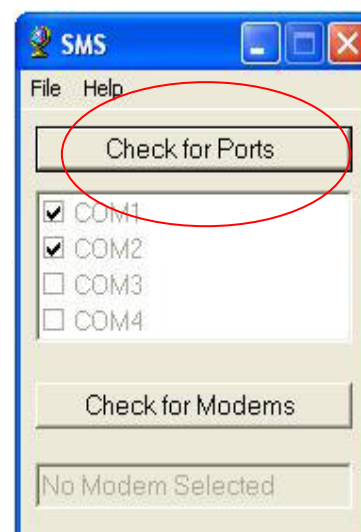 SMS
File Help
Check for Ports
COM1
COM2
COM3
COM4
Check for Modems
No Modem Selected